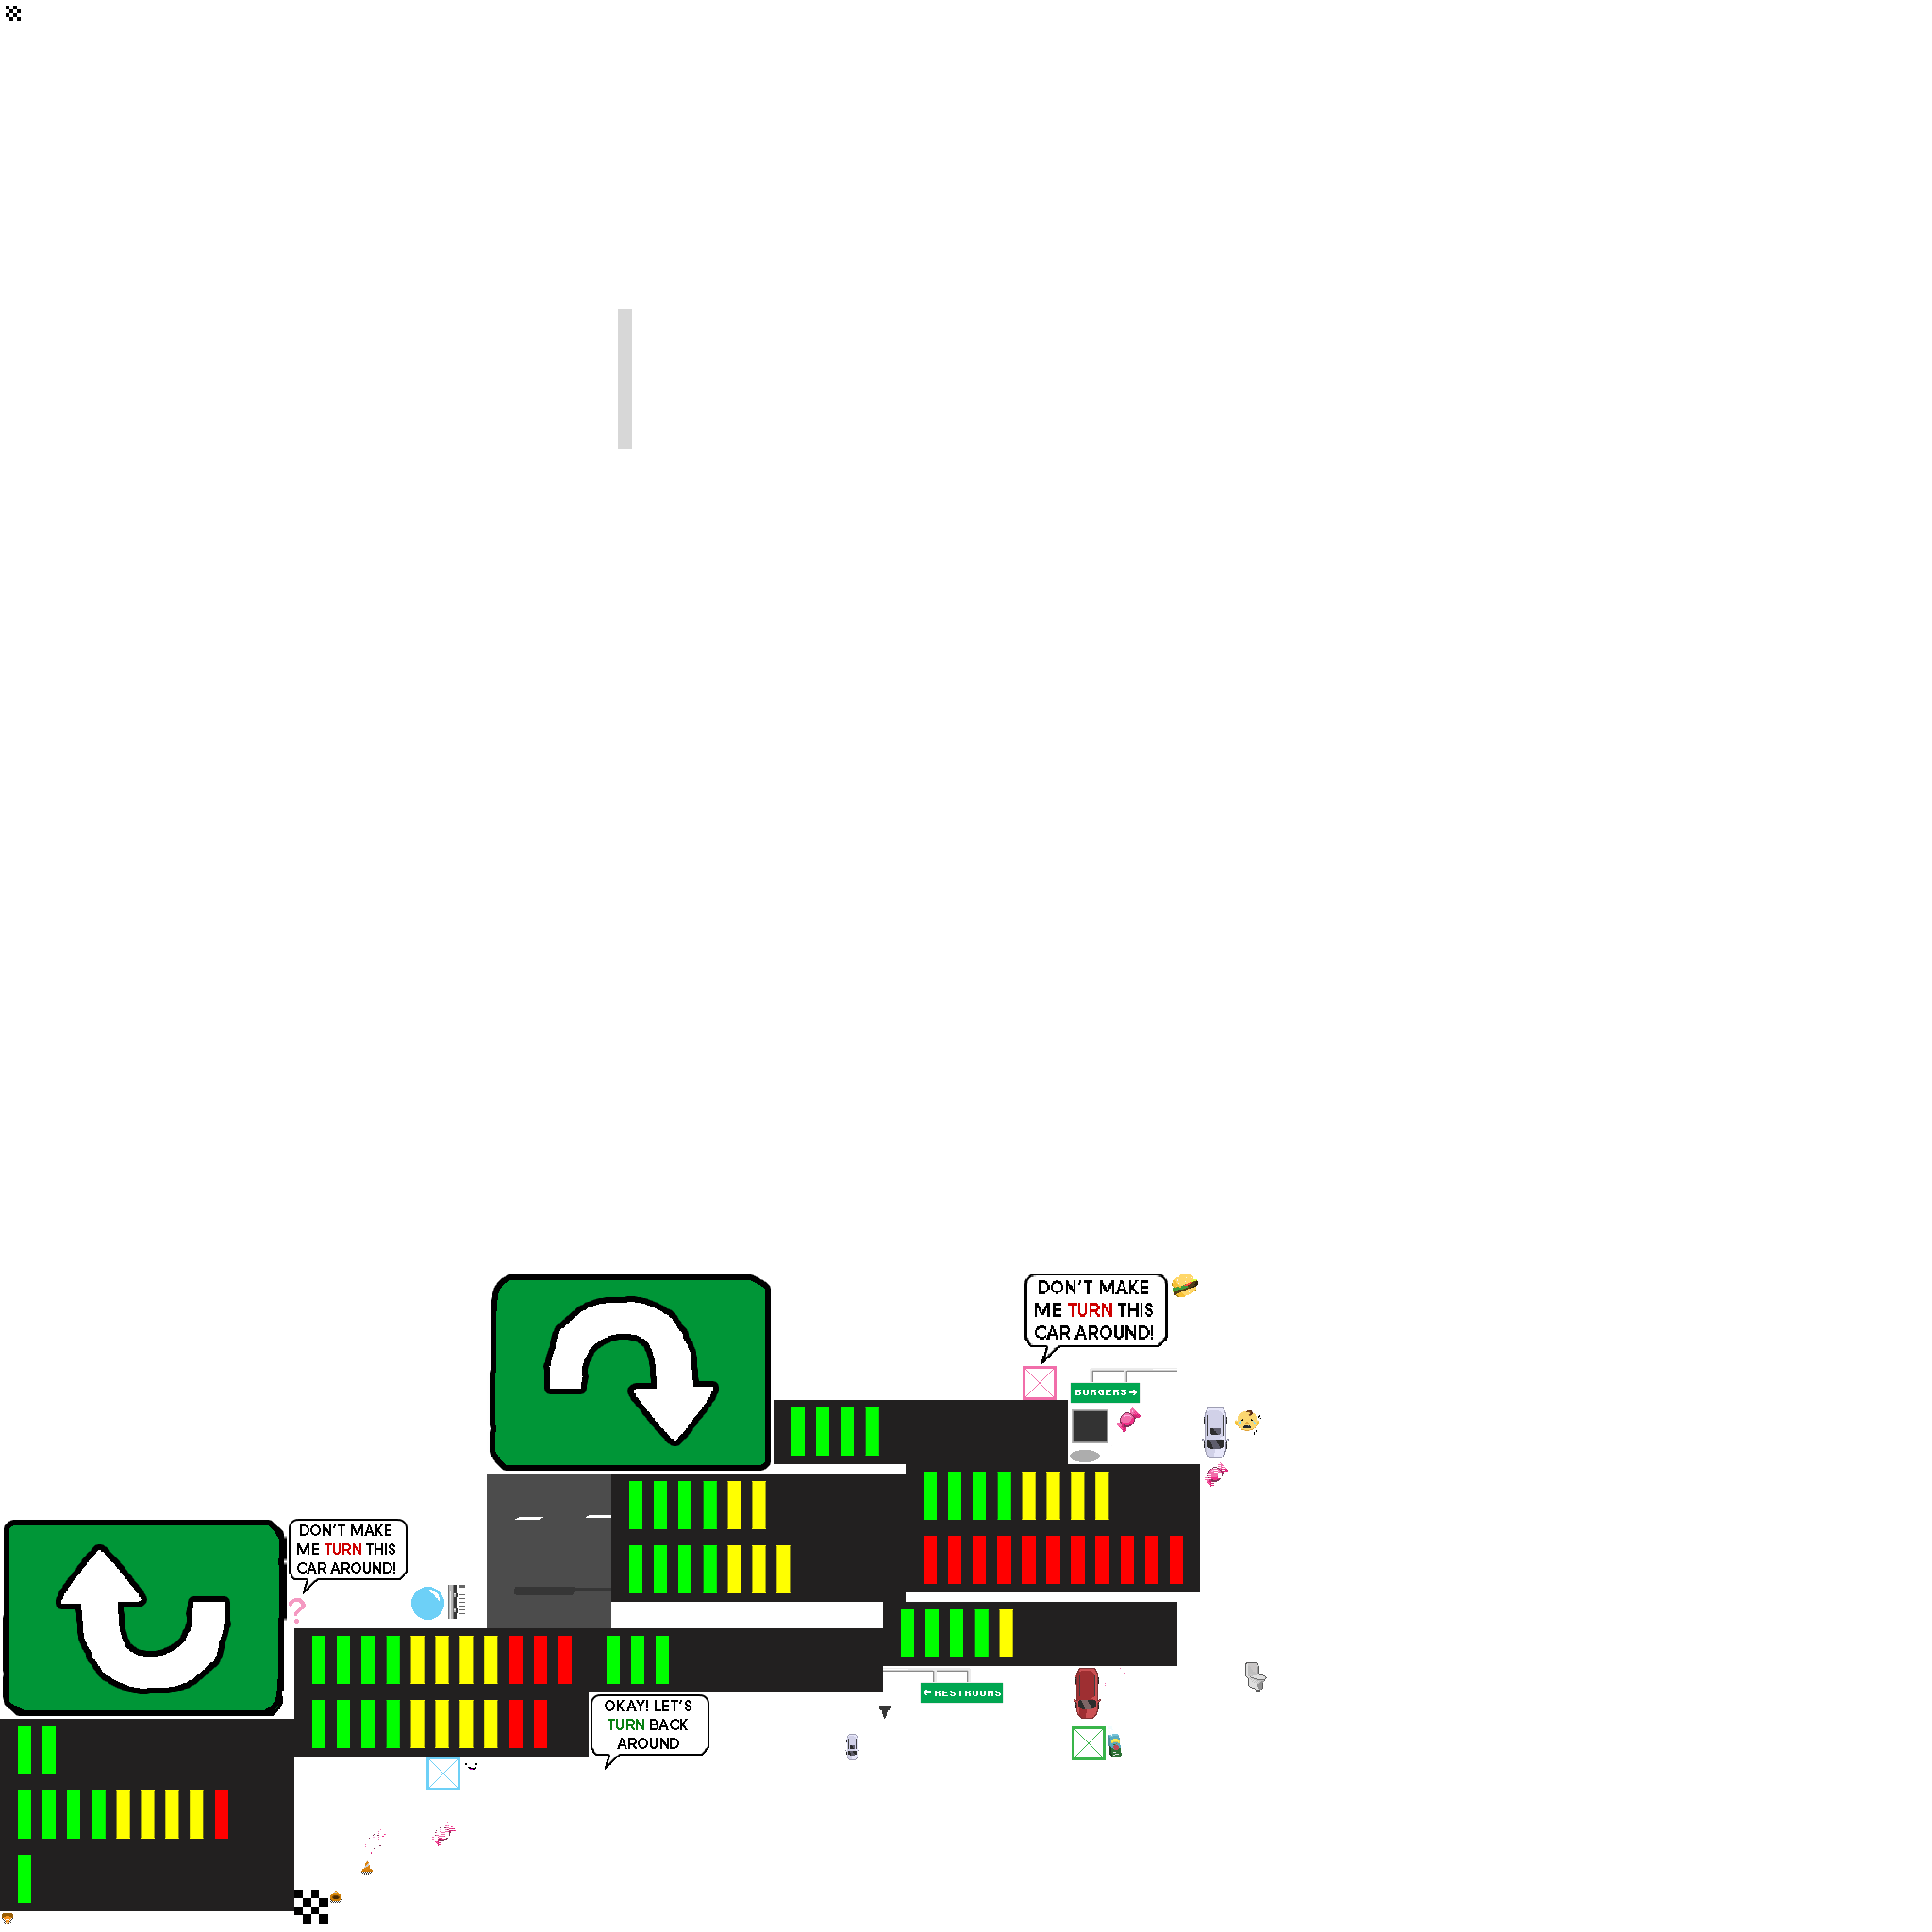 DON'T MAKE
ME TURN THIS
CAR AROUND!
BURGERS→
DON'T MAKE
ME TURN THIS
CAR AROUND!
?
←RESTROOMS
OKAY! LET'S
TURN BACK
AROUND